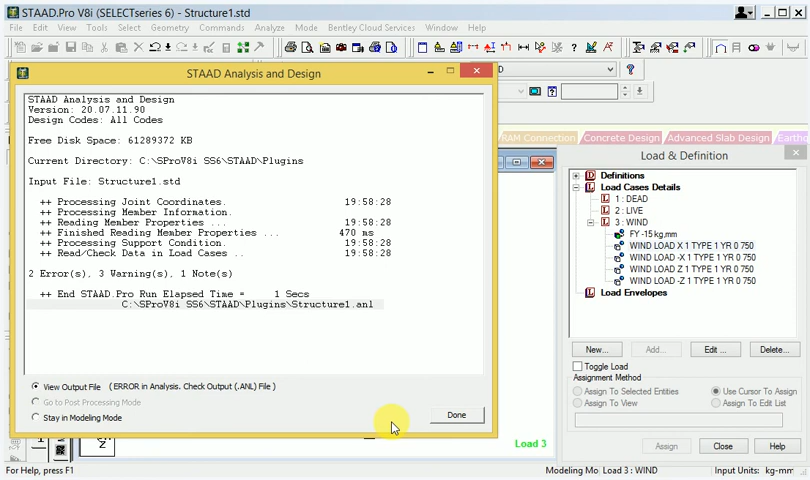 STAAD.Pro V8i (SELECTseries 6) - Structure1.std
File Edit View Tools Select Geometry Commands Analyze Mode Bentley Cloud Services Window Help
STAAD Analysis and Design
STAAD Analysis and Design
Version: 20.07.11.90
Design Codes: All Codes
Free Disk Space: 61289372 KB
Current Directory: C:\SProV8i SS6\STAAD\Plugins
Input File: Structure1.std
++ Processing Joint Coordinates. 19:58:28
++ Processing Member Information.
++ Reading Member Properties ... 19:58:28
++ Finished Reading Member Properties ... 470 ms
++ Processing Support Condition. 19:58:28
++ Read/Check Data in Load Cases .. 19:58:28
2 Error(s), 3 Warning(s), 1 Note(s)
++ End STAAD.Pro Run Elapsed Time = 1 Secs
C:\SProV8i SS6\STAAD\Plugins\Structure1.anl
View Output File (ERROR in Analysis. Check Output (.ANL) File )
Go to Post Processing Mode
Stay in Modeling Mode
Done
D
RAM Connection Concrete Design Advanced Slab Design Earthq
Load & Definition
Definitions
Load Cases Details
1 : DEAD
2 : LIVE
3 : WIND
FY -15 kg,mm
WIND LOAD X 1 TYPE 1 YR 0 750
WIND LOAD -X 1 TYPE 1 YR 0 750
WIND LOAD Z 1 TYPE 1 YR 0 750
WIND LOAD -Z 1 TYPE 1 YR 0 750
Load Envelopes
New... Add... Edit ... Delete...
Toggle Load
Assignment Method
Assign To Selected Entities Use Cursor To Assign
Assign To View Assign To Edit List
Assign Close Help
Load 3
For Help, press F1
Modeling Mo Load 3 : WIND Input Units: kg-mm